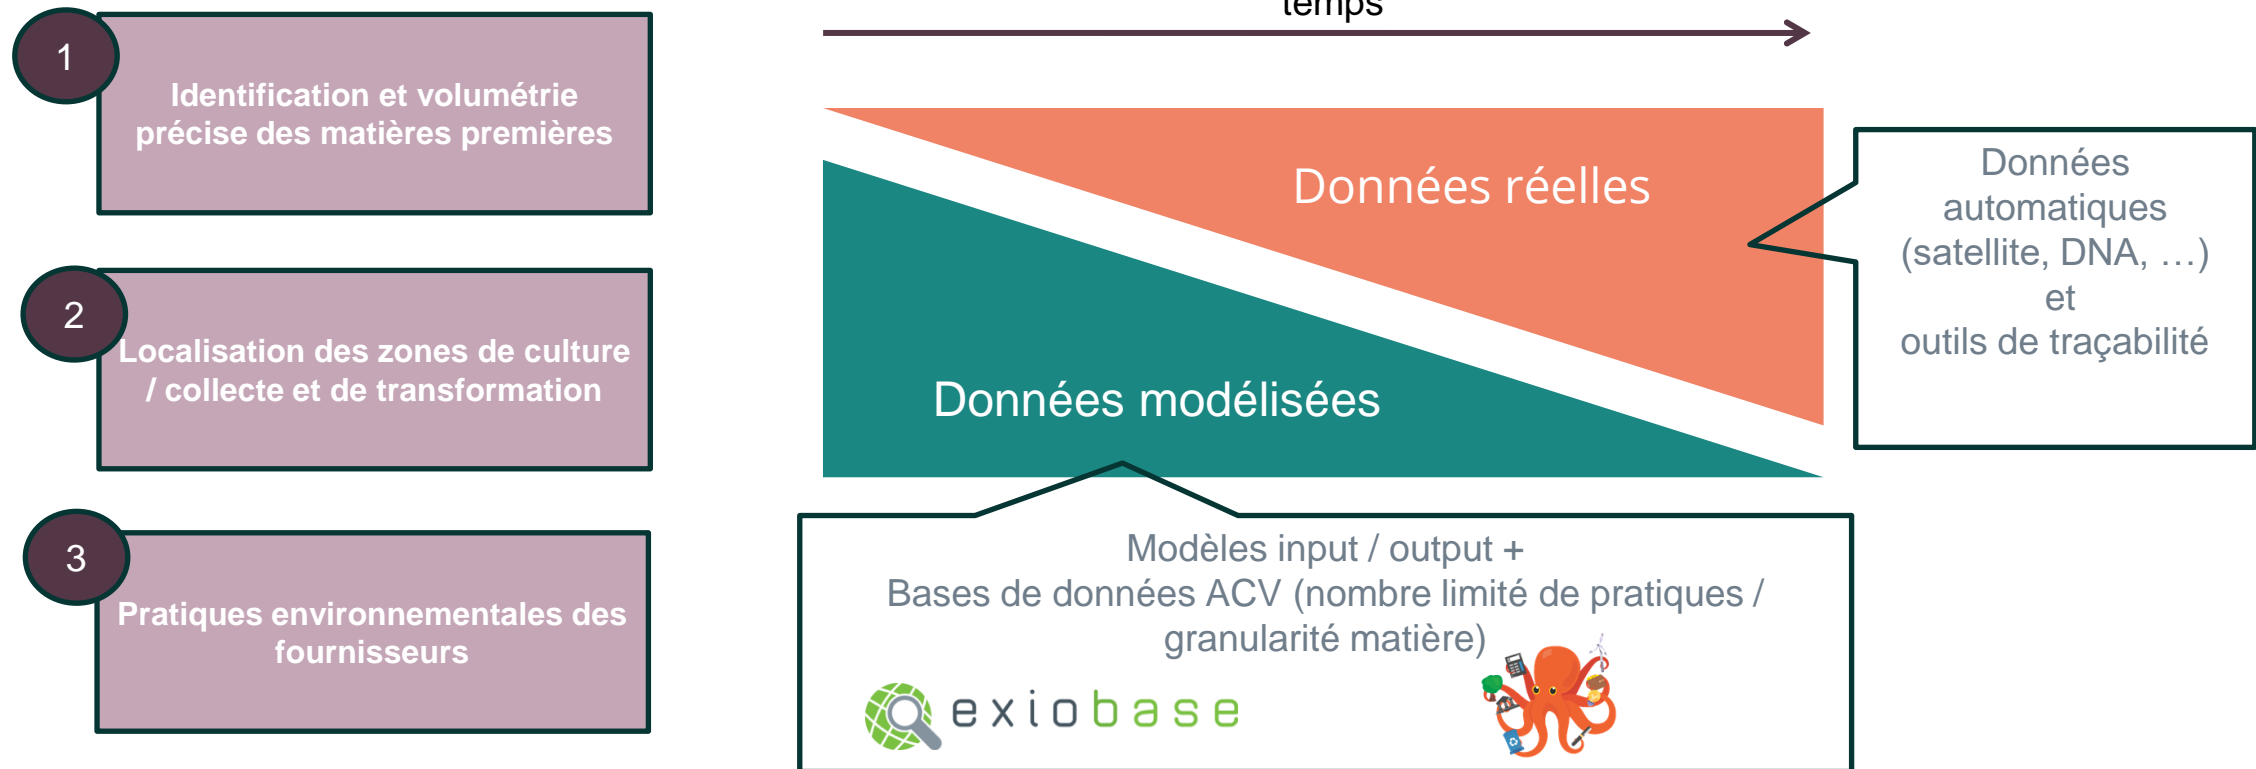 temps
1
Identification et volumétrie
précise des matières premières
2
Localisation des zones de culture
/ collecte et de transformation
3
Pratiques environnementales des
fournisseurs
Données réelles
Données modélisées
Données
automatiques
(satellite, DNA, …)
et
outils de traçabilité
Modèles input / output +
Bases de données ACV (nombre limité de pratiques /
granularité matière)
exiobase